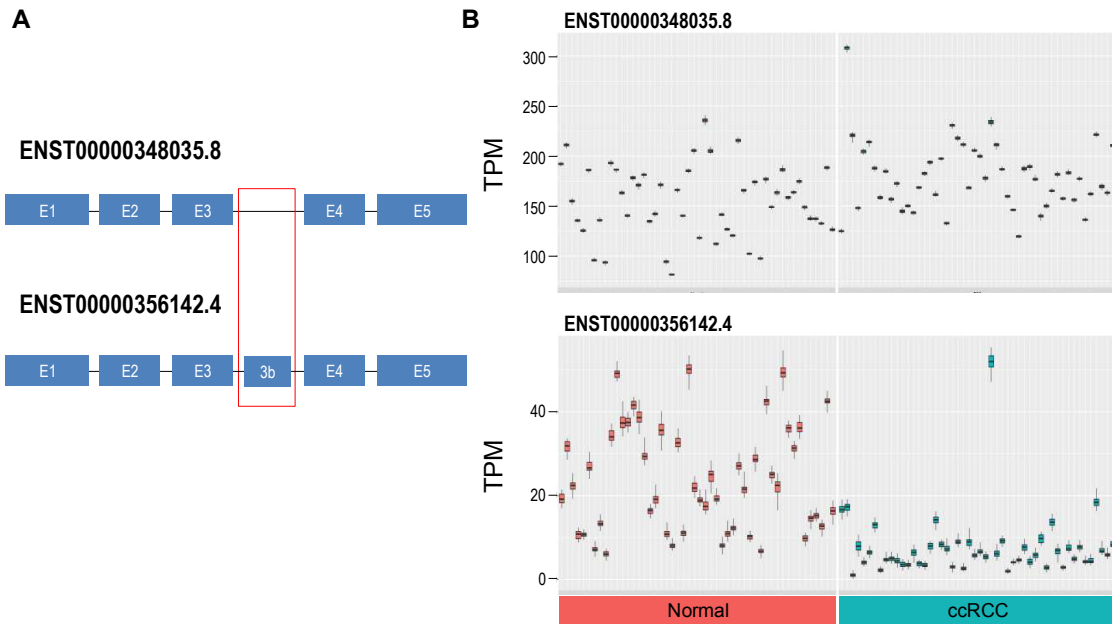 A
ENST00000348035.8
E1 E2 E3 E4 E5
ENST00000356142.4
E1 E2 E3 3b E4 E5
B
ENST00000348035.8
TPM
300
250
200
150
100
ENST00000356142.4
TPM
40
20
0
Normal ccRCC